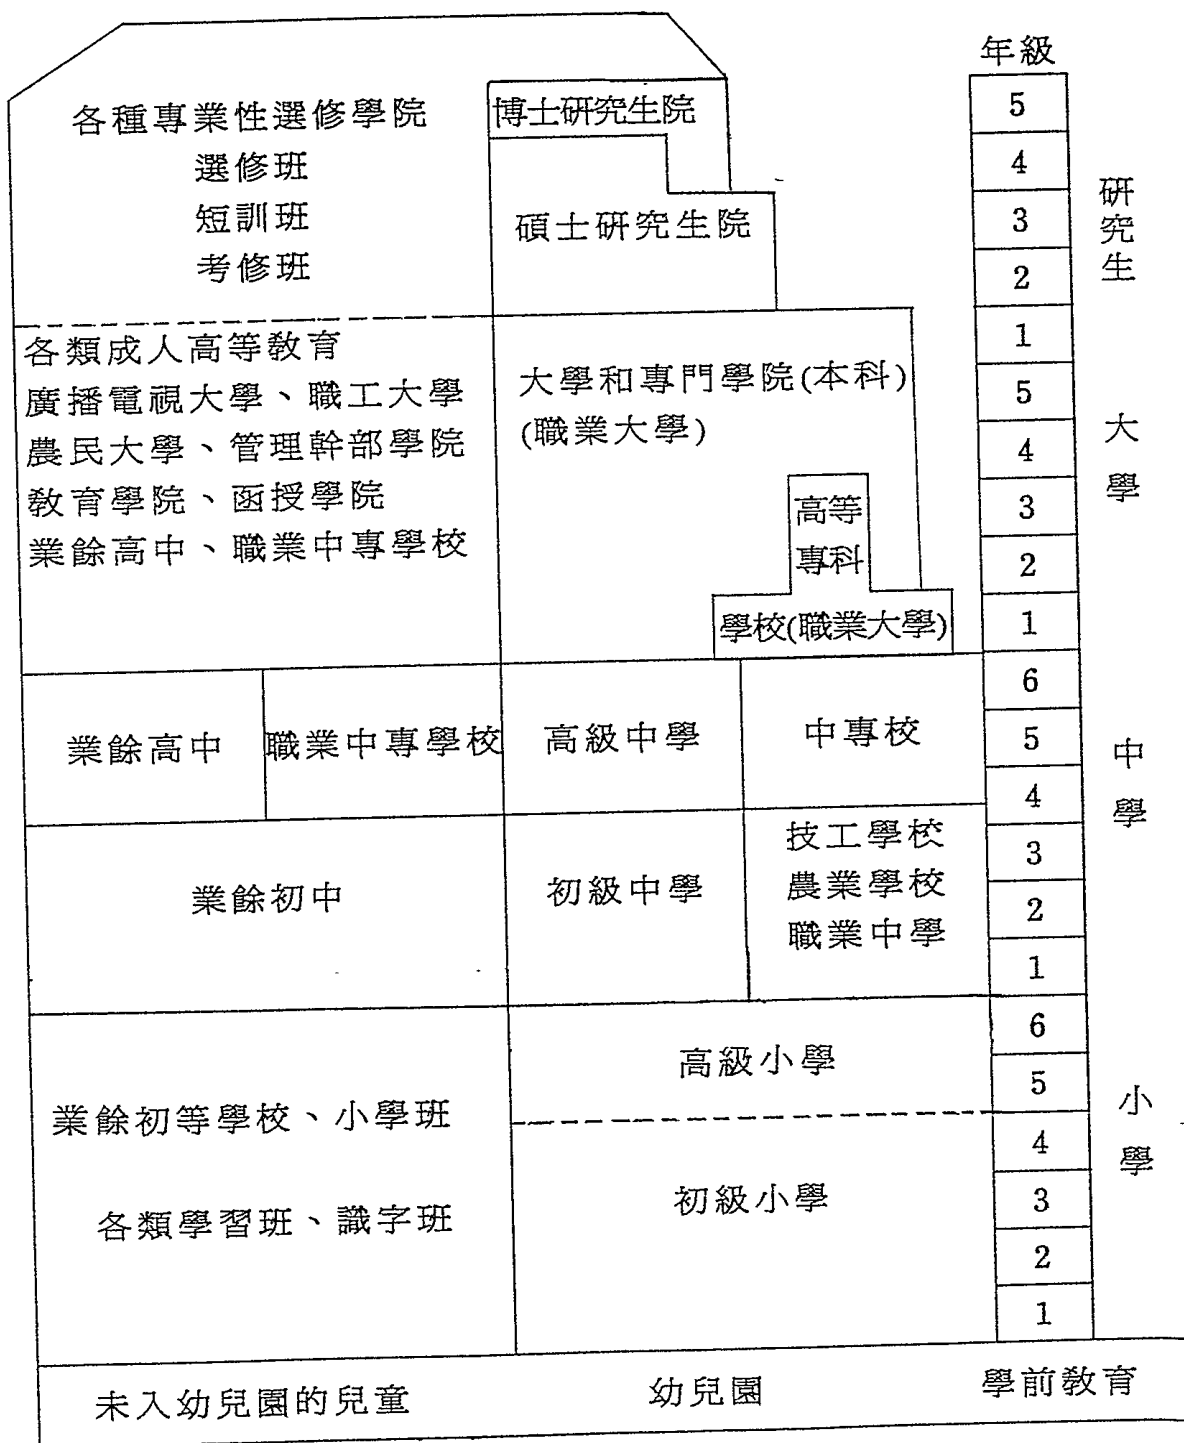 年級
各種專業性選修學院
選修班
短訓班
考修班
博士研究生院
碩士研究生院
各類成人高等教育
廣播電視大學、職工大學
農民大學、管理幹部學院
教育學院、函授學院
業餘高中、職業中專學校
大學和專門學院(本科)
(職業大學)
高等
專科
學校(職業大學)
業餘高中
職業中專學校
高級中學
中專校
業餘初中
初級中學
技工學校
農業學校
職業中學
業餘初等學校、小學班
各類學習班、識字班
高級小學
初級小學
未入幼兒園的兒童
幼兒園
學前教育
5
4
3
2
1
5
4
3
2
1
6
5
4
3
2
1
6
5
4
3
2
1
研究生
大學
中學
小學